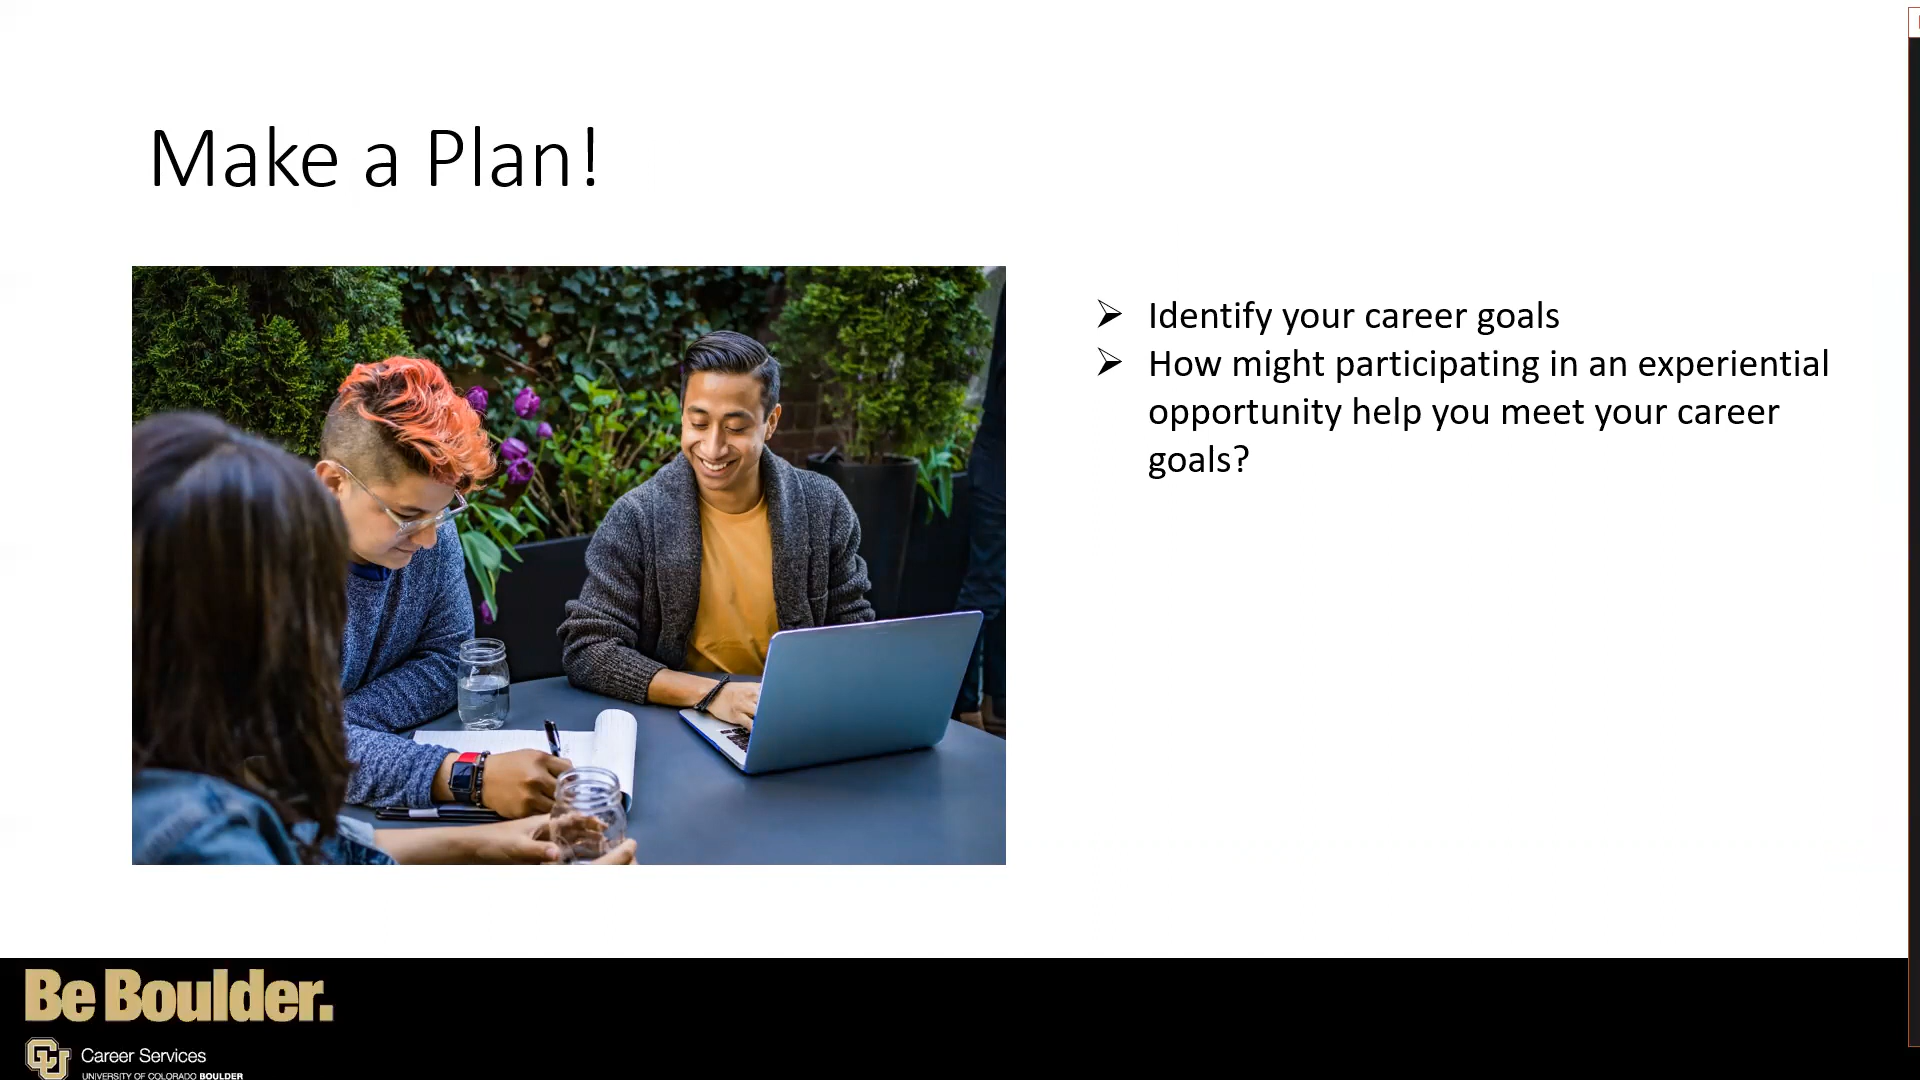 Make a Plan!
➢ Identify your career goals
➢ How might participating in an experiential
opportunity help you meet your career
goals?
Be Boulder.
CU
Career Services
UNIVERSITY OF COLORADO BOULDER